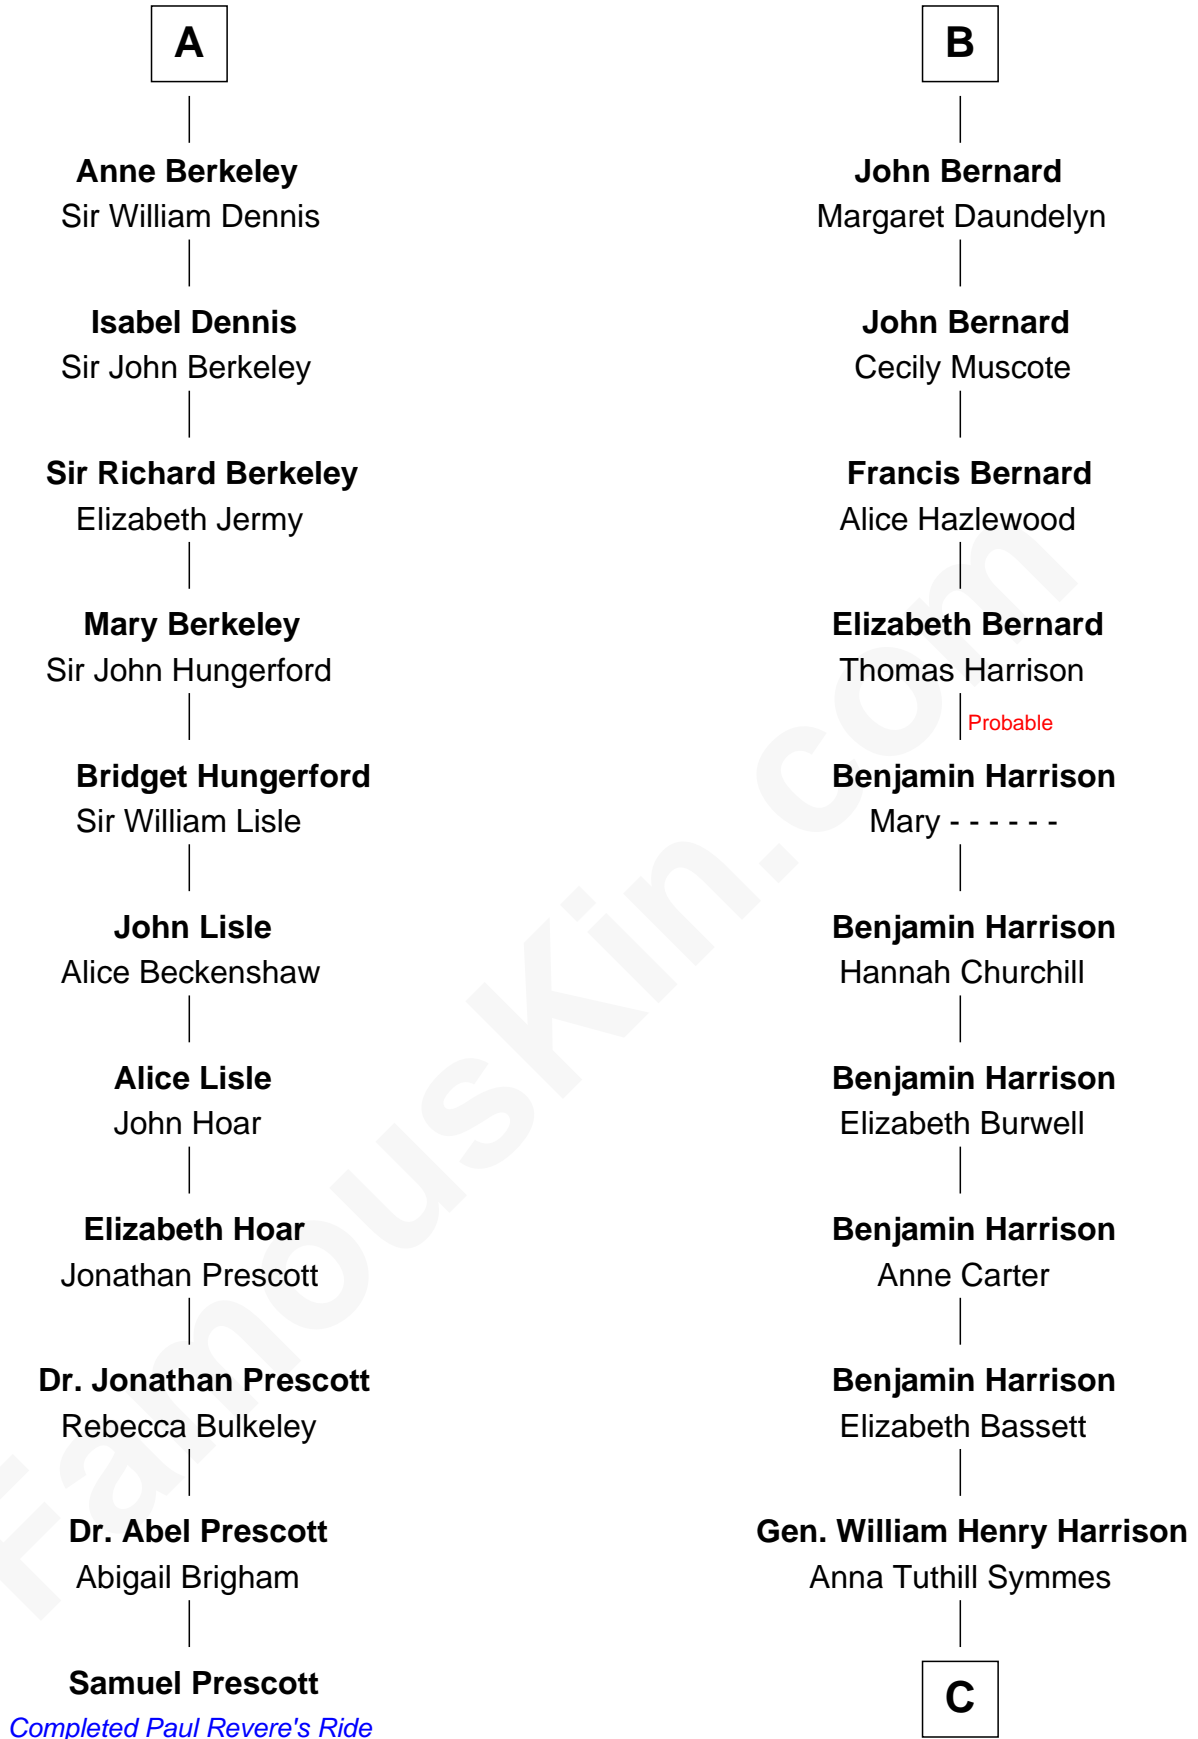 A
Anne Berkeley
Sir William Dennis
Isabel Dennis
Sir John Berkeley
Sir Richard Berkeley
Elizabeth Jermy
Mary Berkeley
Sir John Hungerford
Bridget Hungerford
Sir William Lisle
John Lisle
Alice Beckenshaw
Alice Lisle
John Hoar
Elizabeth Hoar
Jonathan Prescott
Dr. Jonathan Prescott
Rebecca Bulkeley
Dr. Abel Prescott
Abigail Brigham
Samuel Prescott
Completed Paul Revere's Ride
B
John Bernard
Margaret Daundelyn
John Bernard
Cecily Muscote
Francis Bernard
Alice Hazlewood
Elizabeth Bernard
Thomas Harrison
Probable
Benjamin Harrison
Mary - - - - - -
Benjamin Harrison
Hannah Churchill
Benjamin Harrison
Elizabeth Burwell
Benjamin Harrison
Anne Carter
Benjamin Harrison
Elizabeth Bassett
Gen. William Henry Harrison
Anna Tuthill Symmes
C
FamousKin.com